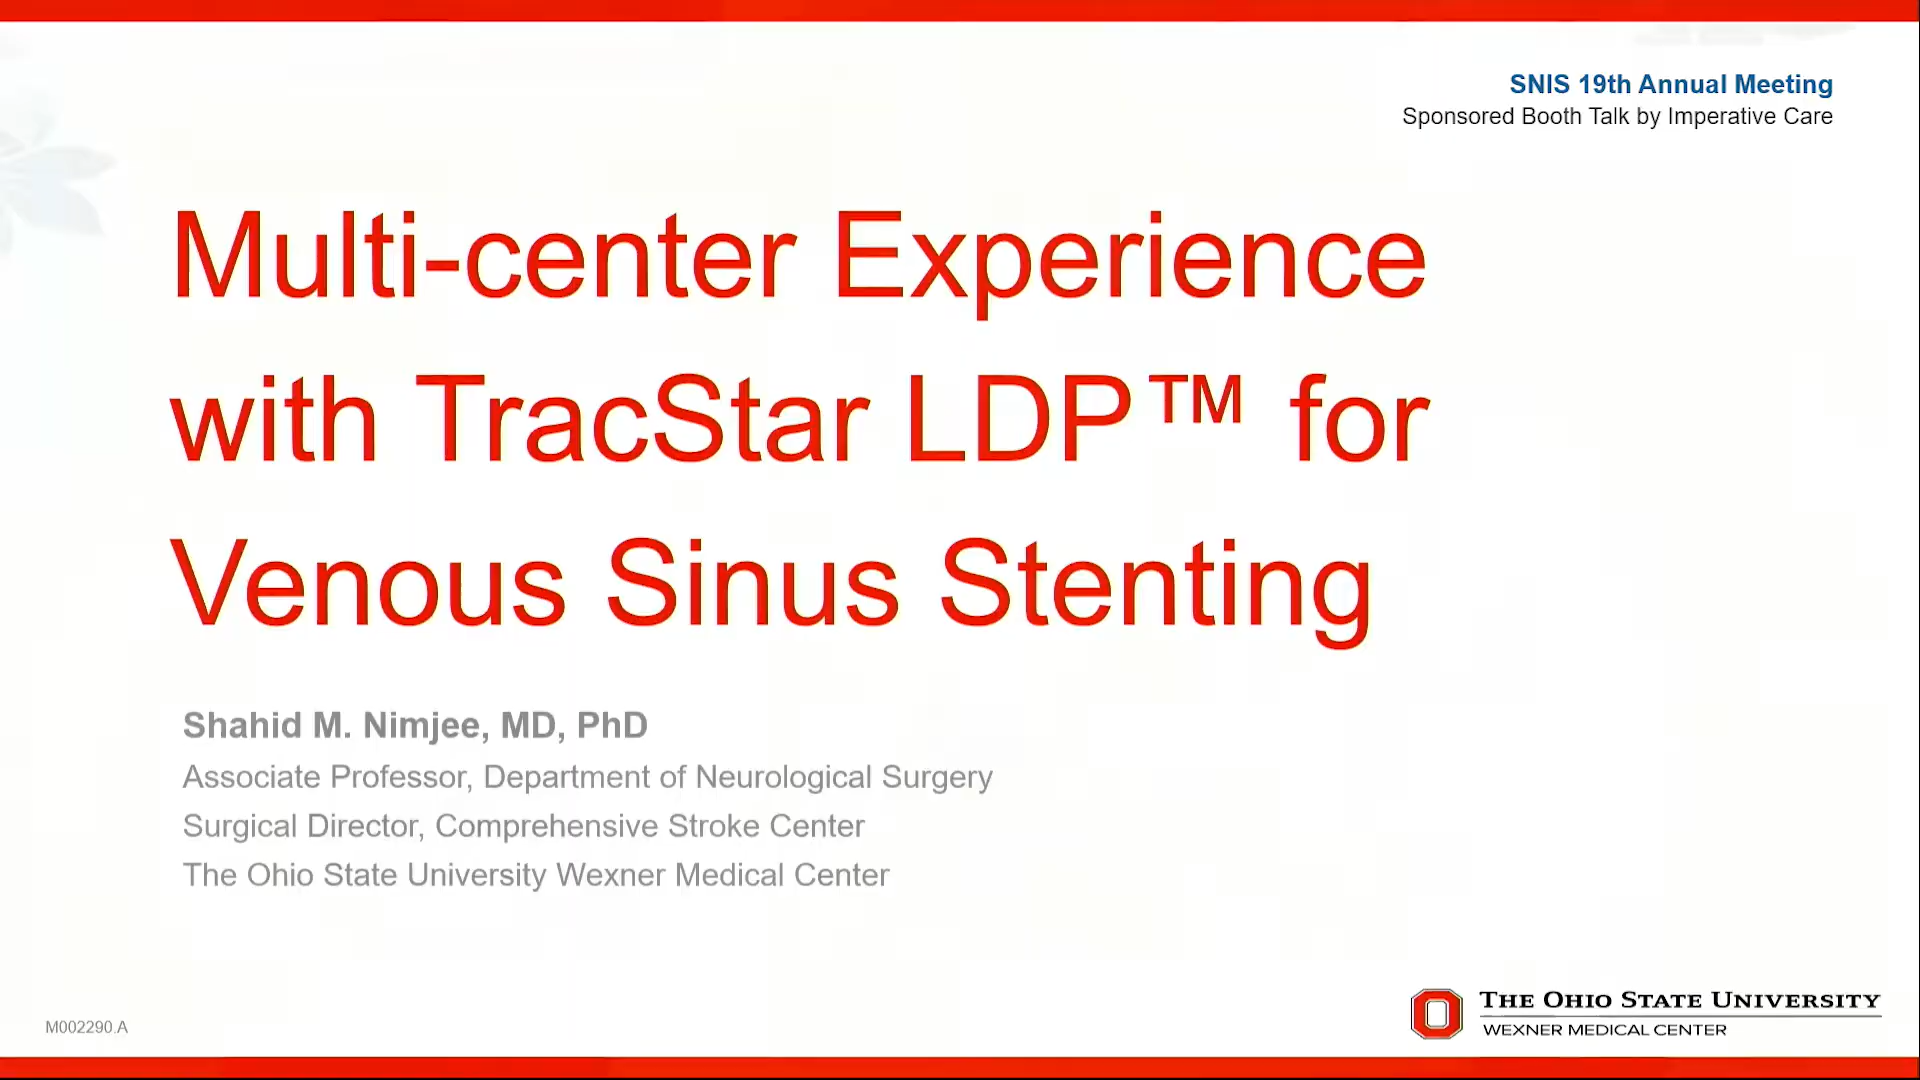 SNIS 19th Annual Meeting
Sponsored Booth Talk by Imperative Care
Multi-center Experience
with TracStar LDP™ for
Venous Sinus Stenting
Shahid M. Nimjee, MD, PhD
Associate Professor, Department of Neurological Surgery
Surgical Director, Comprehensive Stroke Center
The Ohio State University Wexner Medical Center
M002290.A
THE OHIO STATE UNIVERSITY
WEXNER MEDICAL CENTER